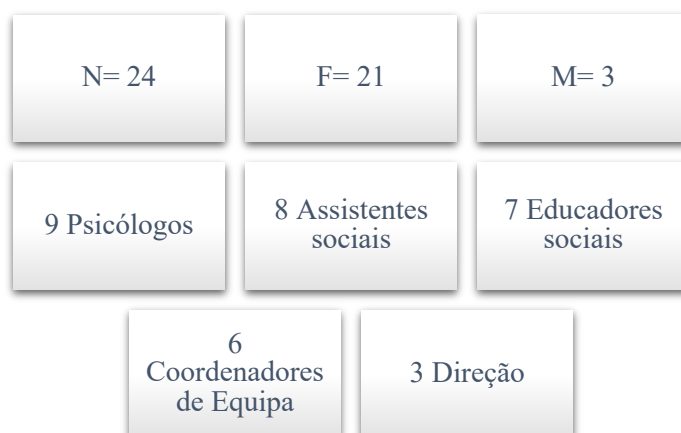 N= 24
F= 21
M= 3
9 Psicólogos
8 Assistentes
sociais
7 Educadores
sociais
6
Coordenadores
de Equipa
3 Direção